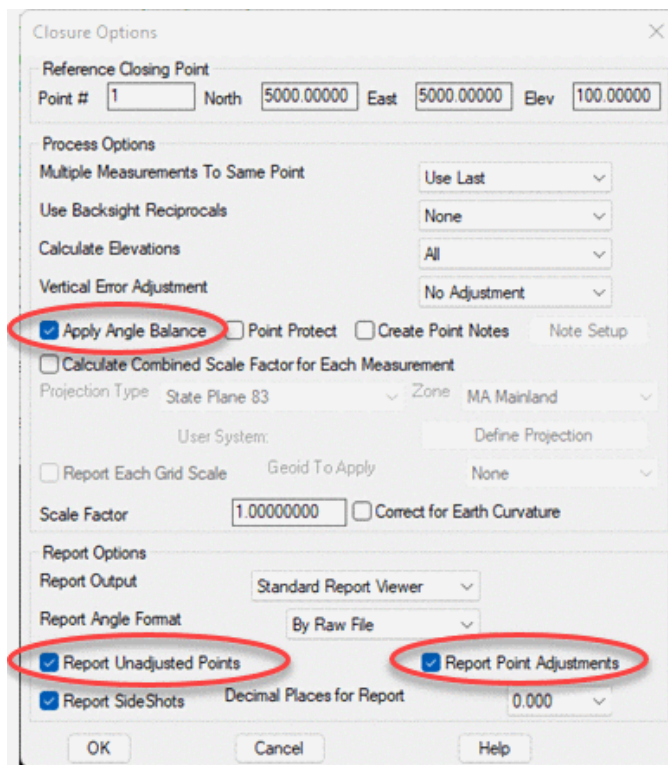 Closure Options
Reference Closing Point
Point # 1 North 5000.00000 East 5000.00000 Elev 100.00000
Process Options
Multiple Measurements To Same Point Use Last
Use Backsight Reciprocals None
Calculate Elevations All
Vertical Error Adjustment No Adjustment
Apply Angle Balance Point Protect Create Point Notes Note Setup
Calculate Combined Scale Factor for Each Measurement
Projection Type State Plane 83 Zone MA Mainland
User System: Define Projection
Report Each Grid Scale Geoid To Apply None
Scale Factor 1.00000000 Correct for Earth Curvature
Report Options
Report Output Standard Report Viewer
Report Angle Format By Raw File
Report Unadjusted Points Report Point Adjustments
Report SideShots Decimal Places for Report 0.000
OK Cancel Help